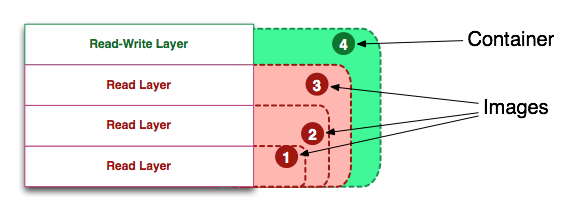 Read-Write Layer
4
Container
Read Layer
3
Images
Read Layer
2
Read Layer
1